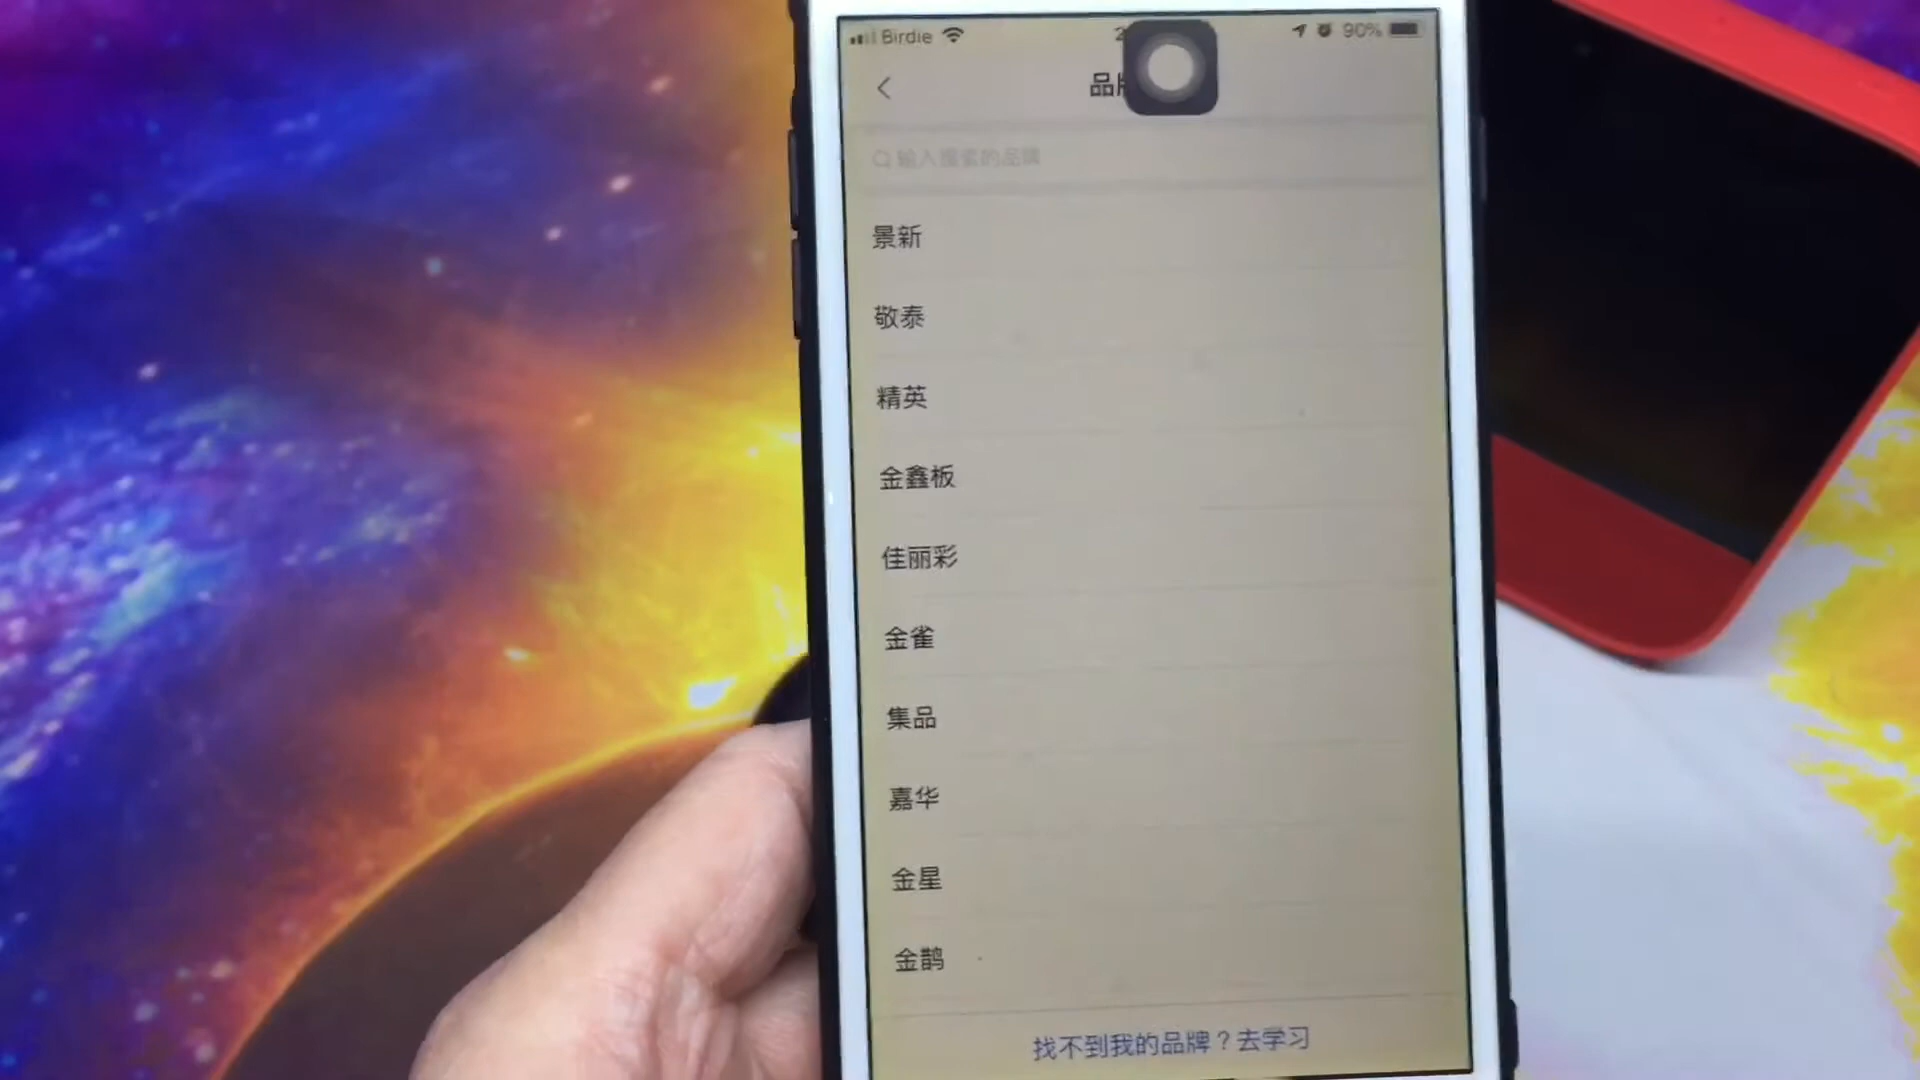 Birdie
90%
品
输入搜索的品牌
景新
敬泰
精英
金鑫板
佳丽彩
金雀
集品
嘉华
金星
金鹊
找不到我的品牌？去学习